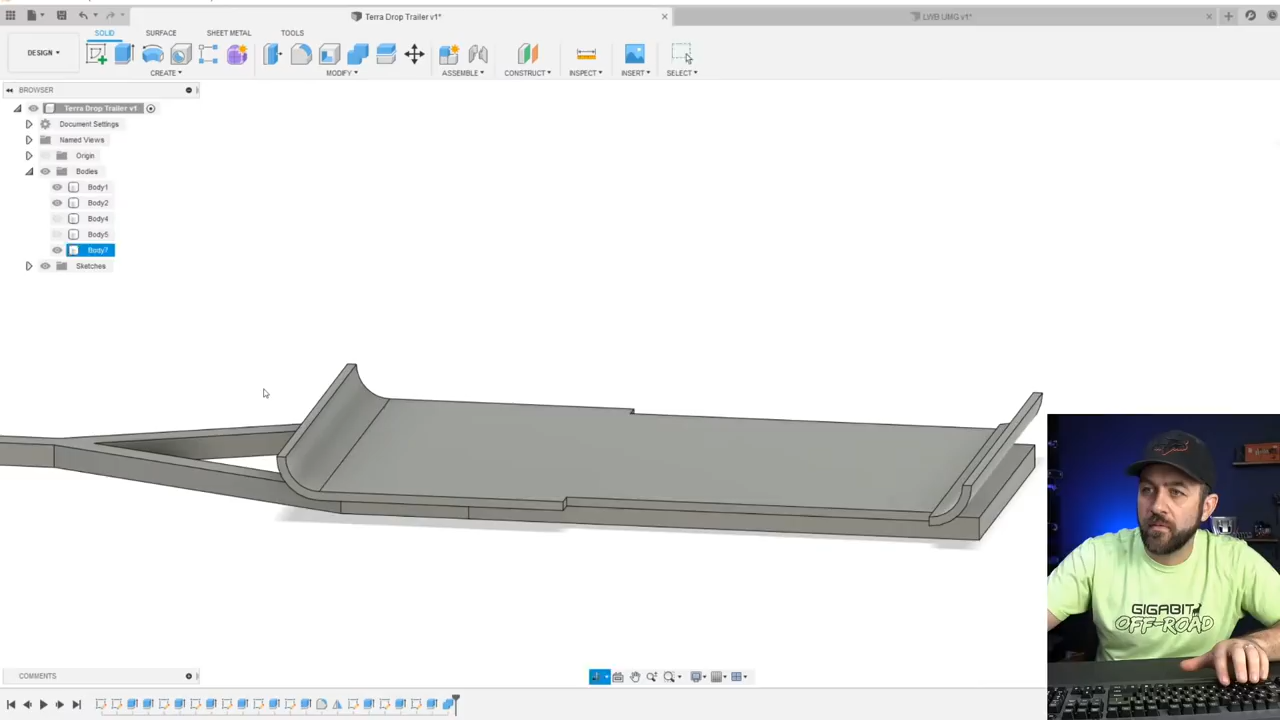 Terra Drop Trailer v1*
LWB UMG v1*
DESIGN
SOLID
SURFACE
SHEET METAL
TOOLS
CREATE
MODIFY
ASSEMBLE
CONSTRUCT
INSPECT
INSERT
SELECT
BROWSER
Terra Drop Trailer v1
Document Settings
Named Views
Origin
Bodies
Body1
Body2
Body4
Body5
Body7
Sketches
COMMENTS
GIGABIT
OFF-ROAD